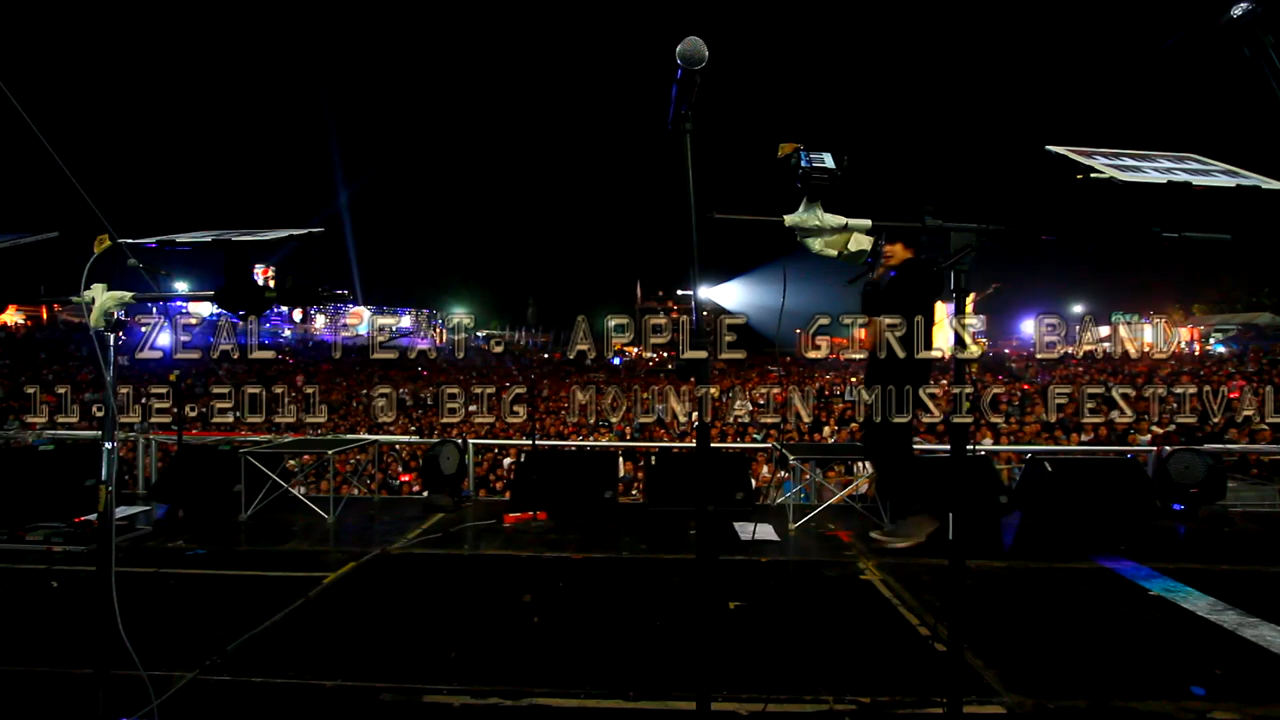 ZEAL FEAT. APPLE GIRLS BAND
11.12.2011 @ BIG MOUNTAIN MUSIC FESTIVAL